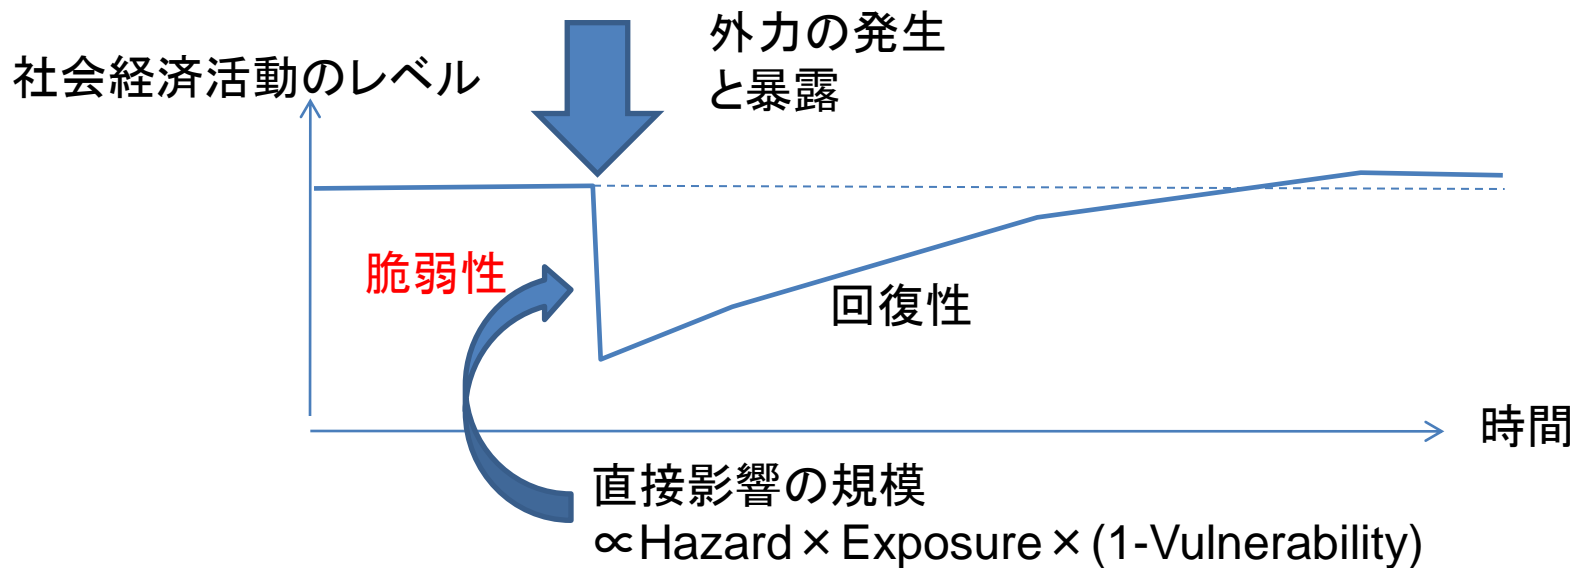 外力の発生
と暴露
社会経済活動のレベル
脆弱性
回復性
時間
直接影響の規模
∝Hazard×Exposure×(1-Vulnerability)